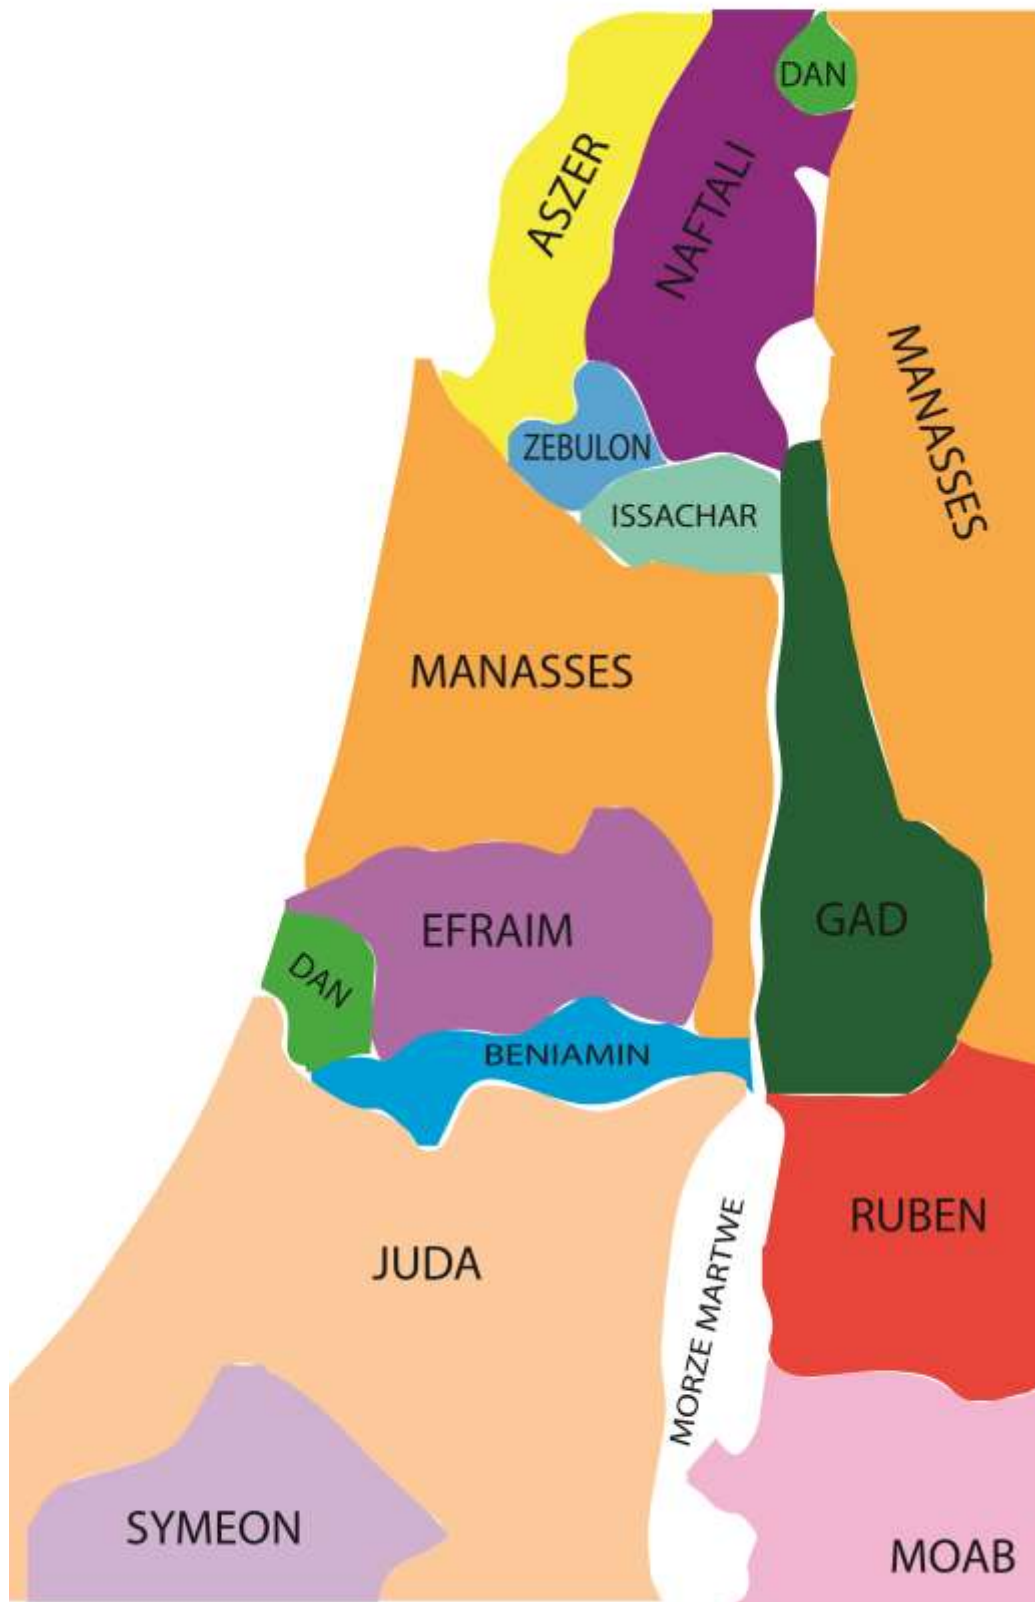 DAN
ASZER
NAFTALI
MANASSES
ZEBULON
ISSACHAR
MANASSES
EFRAIM
GAD
DAN
BENIAMIN
RUBEN
JUDA
MORZE MARTWE
SYMEON
MOAB